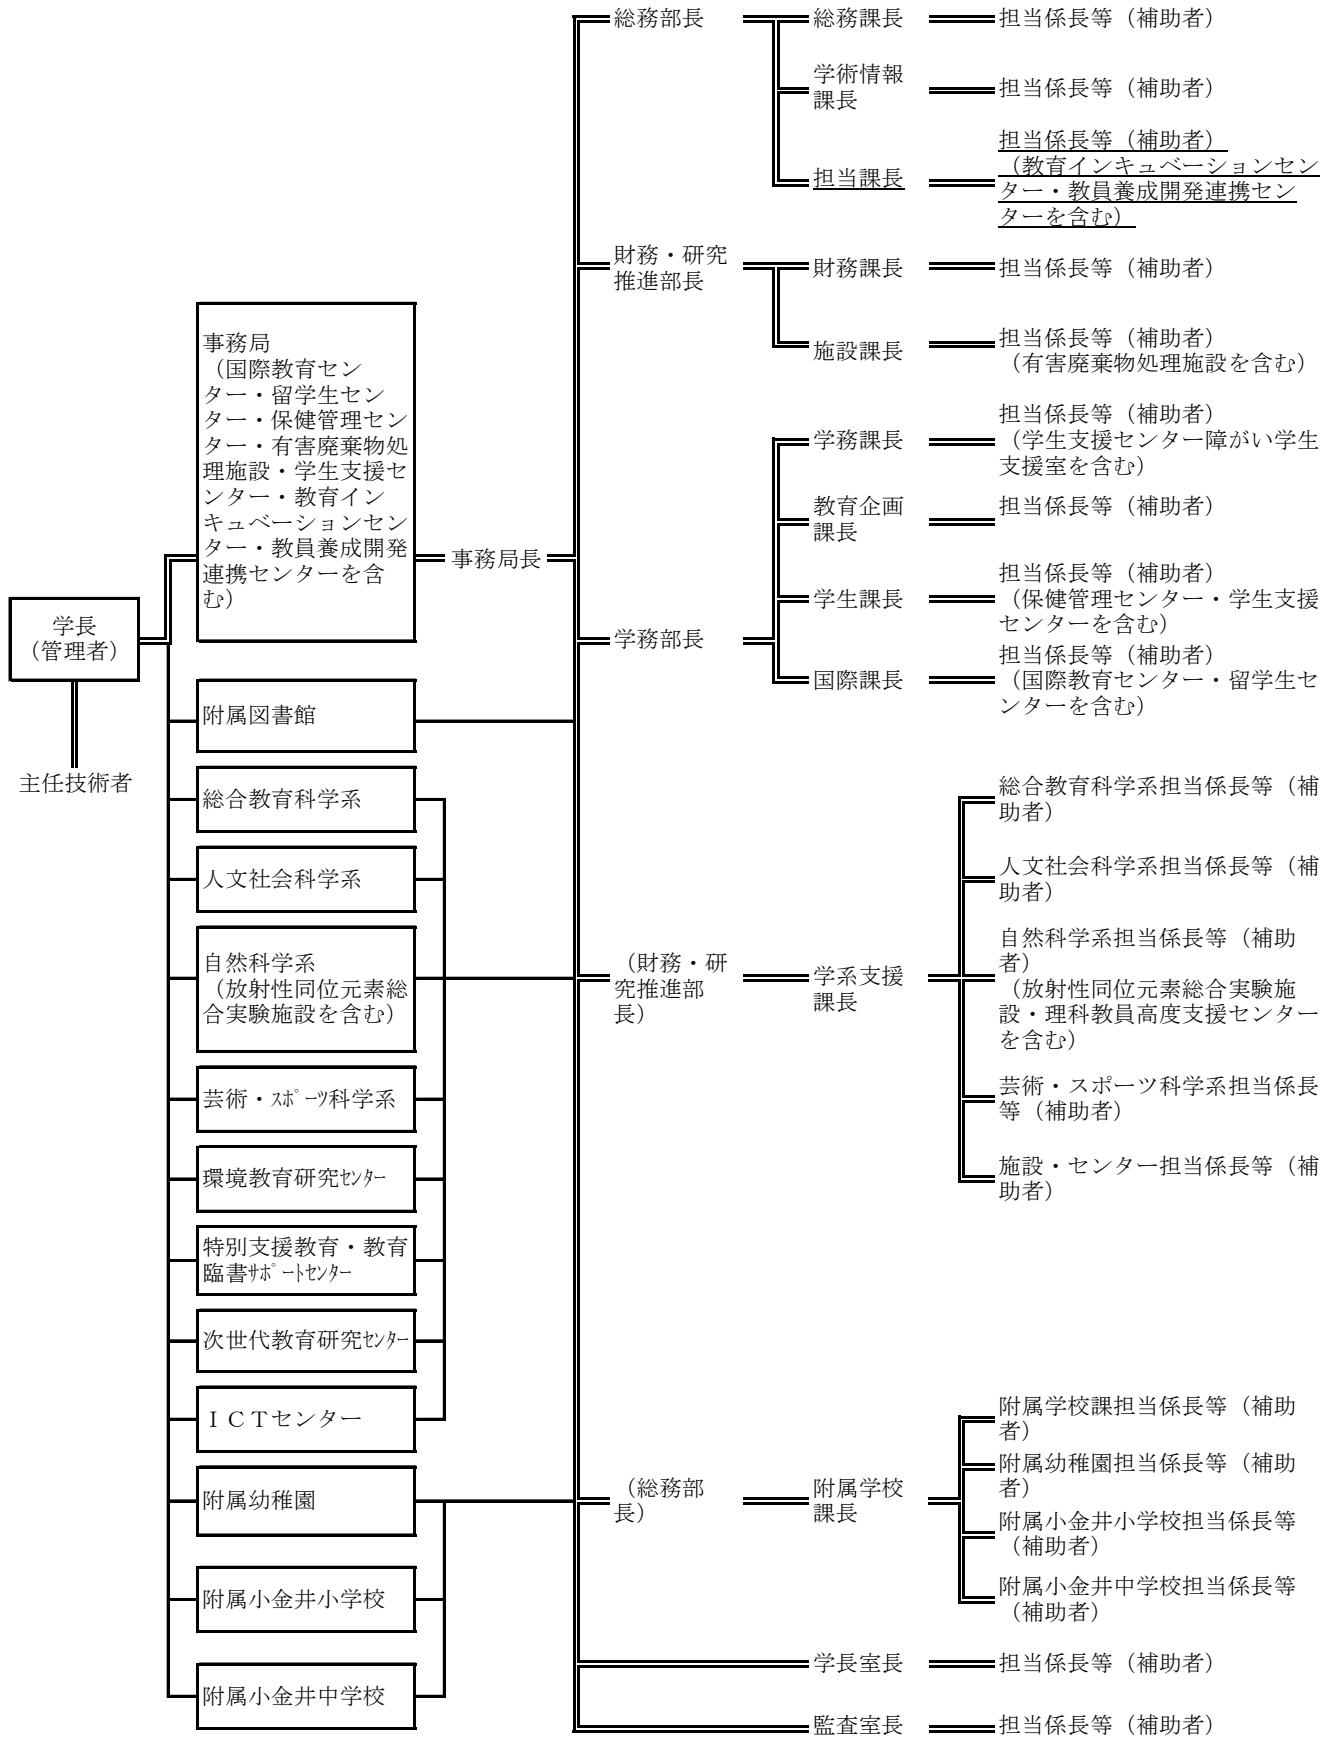 学長
（管理者）
主任技術者
事務局
（国際教育セン
ター・留学生セン
ター・保健管理セン
ター・有害廃棄物処
理施設・学生支援セ
ンター・教育イン
キュベーションセン
ター・教員養成開発
連携センターを含
む）
附属図書館
総合教育科学系
人文社会科学系
自然科学系
（放射性同位元素総
合実験施設を含む）
芸術・ｽﾎﾟｰﾂ科学系
環境教育研究ｾﾝﾀｰ
特別支援教育・教育
臨書ｻﾎﾟｰﾄｾﾝﾀｰ
次世代教育研究ｾﾝﾀｰ
ＩＣＴセンター
附属幼稚園
附属小金井小学校
附属小金井中学校
事務局長
総務部長
総務課長
担当係長等（補助者）
学術情報
課長
担当係長等（補助者）
担当課長
担当係長等（補助者）
（教育インキュベーションセン
ター・教員養成開発連携セン
ターを含む）
財務・研究
推進部長
財務課長
担当係長等（補助者）
施設課長
担当係長等（補助者）
（有害廃棄物処理施設を含む）
学務部長
学務課長
担当係長等（補助者）
（学生支援センター障がい学生
支援室を含む）
教育企画
課長
担当係長等（補助者）
学生課長
担当係長等（補助者）
（保健管理センター・学生支援
センターを含む）
国際課長
担当係長等（補助者）
（国際教育センター・留学生セ
ンターを含む）
（財務・研
究推進部
長）
学系支援
課長
総合教育科学系担当係長等（補
助者）
人文社会科学系担当係長等（補
助者）
自然科学系担当係長等（補助
者）
（放射性同位元素総合実験施
設・理科教員高度支援センター
を含む）
芸術・スポーツ科学系担当係長
等（補助者）
施設・センター担当係長等（補
助者）
（総務部
長）
附属学校
課長
附属学校課担当係長等（補助
者）
附属幼稚園担当係長等（補助
者）
附属小金井小学校担当係長等
（補助者）
附属小金井中学校担当係長等
（補助者）
学長室長
担当係長等（補助者）
監査室長
担当係長等（補助者）